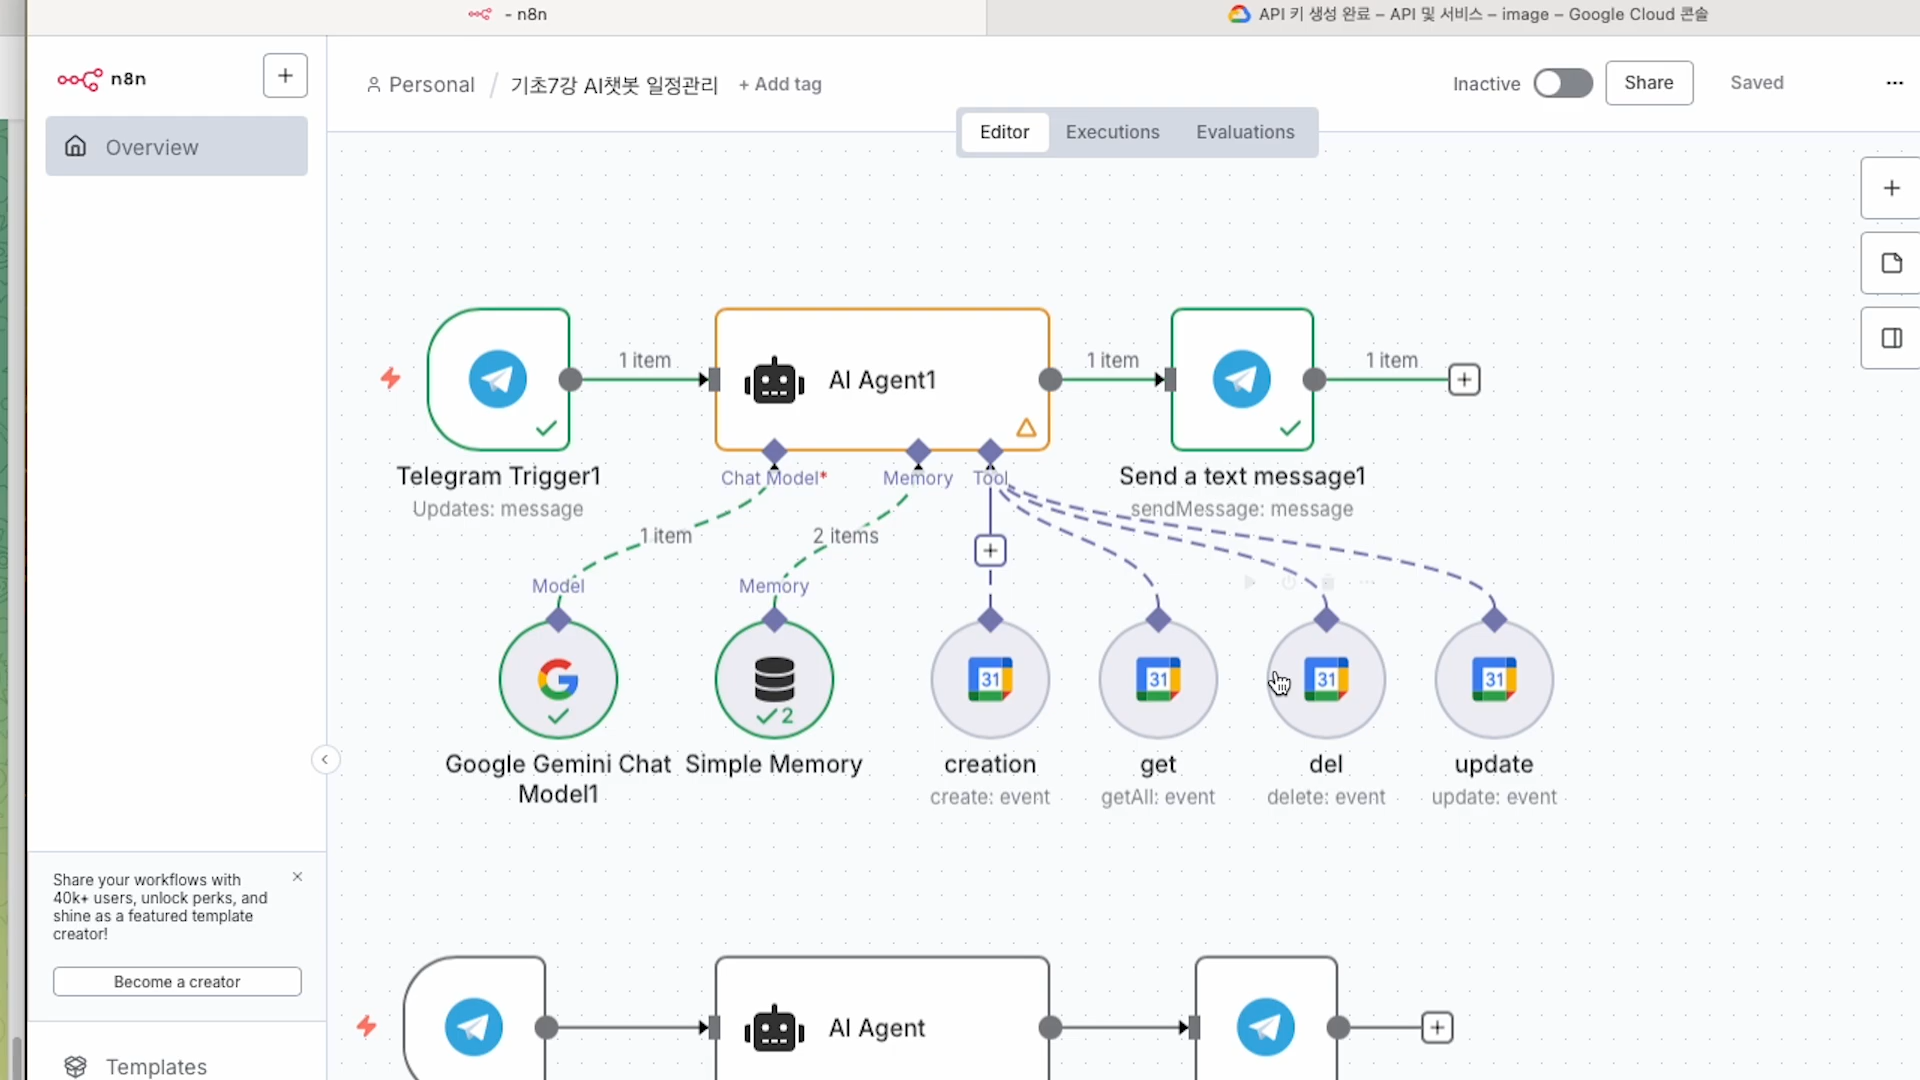 - n8n
API 키 생성 완료 – API 및 서비스 – image – Google Cloud 콘솔
n8n
Personal / 기초7강 AI챗봇 일정관리 + Add tag
Inactive
Share
Saved
Overview
Editor
Executions
Evaluations
1 item
1 item
1 item
AI Agent1
Telegram Trigger1
Updates: message
Chat Model*
Memory
Tool
Send a text message1
sendMessage: message
1 item
2 items
Model
Memory
31
31
31
31
2
Google Gemini Chat
Model1
Simple Memory
creation
create: event
get
getAll: event
del
delete: event
update
update: event
Share your workflows with
40k+ users, unlock perks, and
shine as a featured template
creator!
Become a creator
AI Agent
Templates